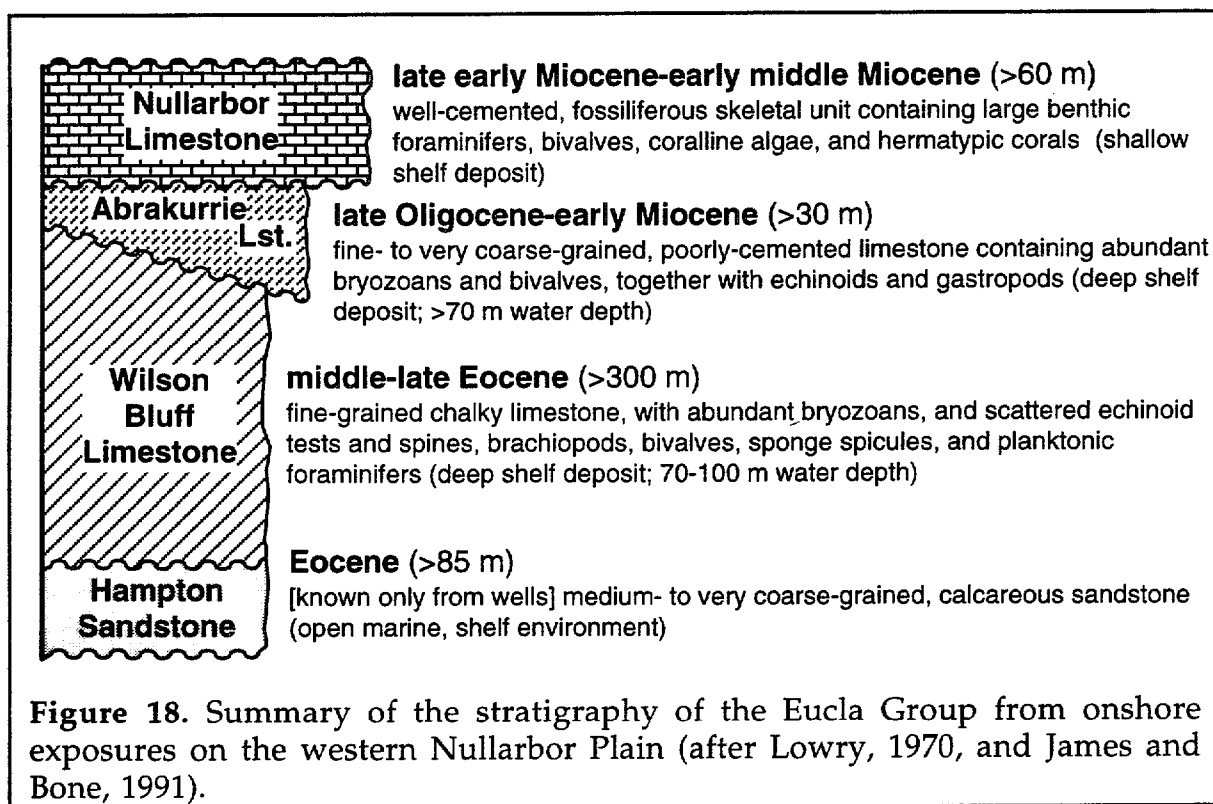 Nullarbor
Limestone
late early Miocene-early middle Miocene (>60 m)
well-cemented, fossiliferous skeletal unit containing large benthic
foraminifers, bivalves, coralline algae, and hermatypic corals (shallow
shelf deposit)
Abrakurrie
Lst.
late Oligocene-early Miocene (>30 m)
fine- to very coarse-grained, poorly-cemented limestone containing abundant
bryozoans and bivalves, together with echinoids and gastropods (deep shelf
deposit; >70 m water depth)
Wilson
Bluff
Limestone
middle-late Eocene (>300 m)
fine-grained chalky limestone, with abundant bryozoans, and scattered echinoid
tests and spines, brachiopods, bivalves, sponge spicules, and planktonic
foraminifers (deep shelf deposit; 70-100 m water depth)
Hampton
Sandstone
Eocene (>85 m)
[known only from wells] medium- to very coarse-grained, calcareous sandstone
(open marine, shelf environment)
Figure 18. Summary of the stratigraphy of the Eucla Group from onshore
exposures on the western Nullarbor Plain (after Lowry, 1970, and James and
Bone, 1991).